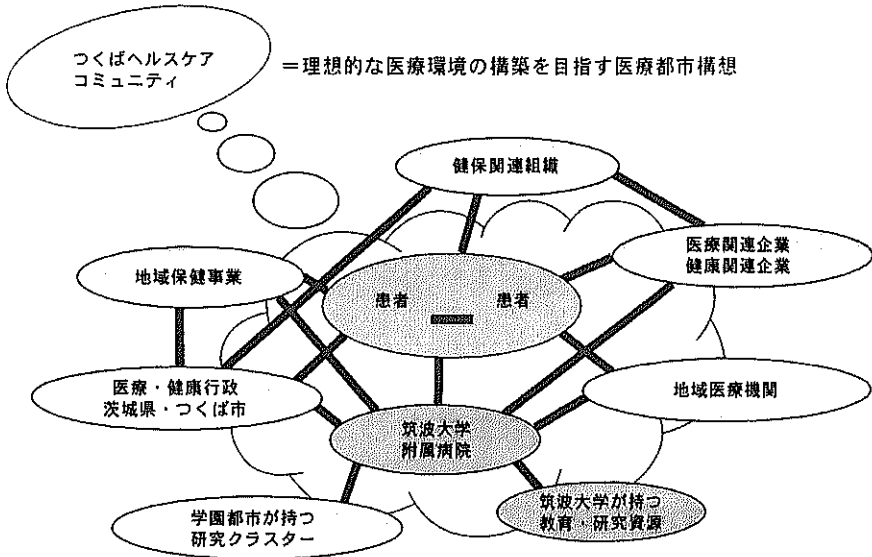 つくばヘルスケア
コミュニティ
＝理想的な医療環境の構築を目指す医療都市構想
健保関連組織
医療関連企業
健康関連企業
地域保健事業
患者 患者
医療・健康行政
茨城県・つくば市
地域医療機関
筑波大学
附属病院
学園都市が持つ
研究クラスター
筑波大学が持つ
教育・研究資源